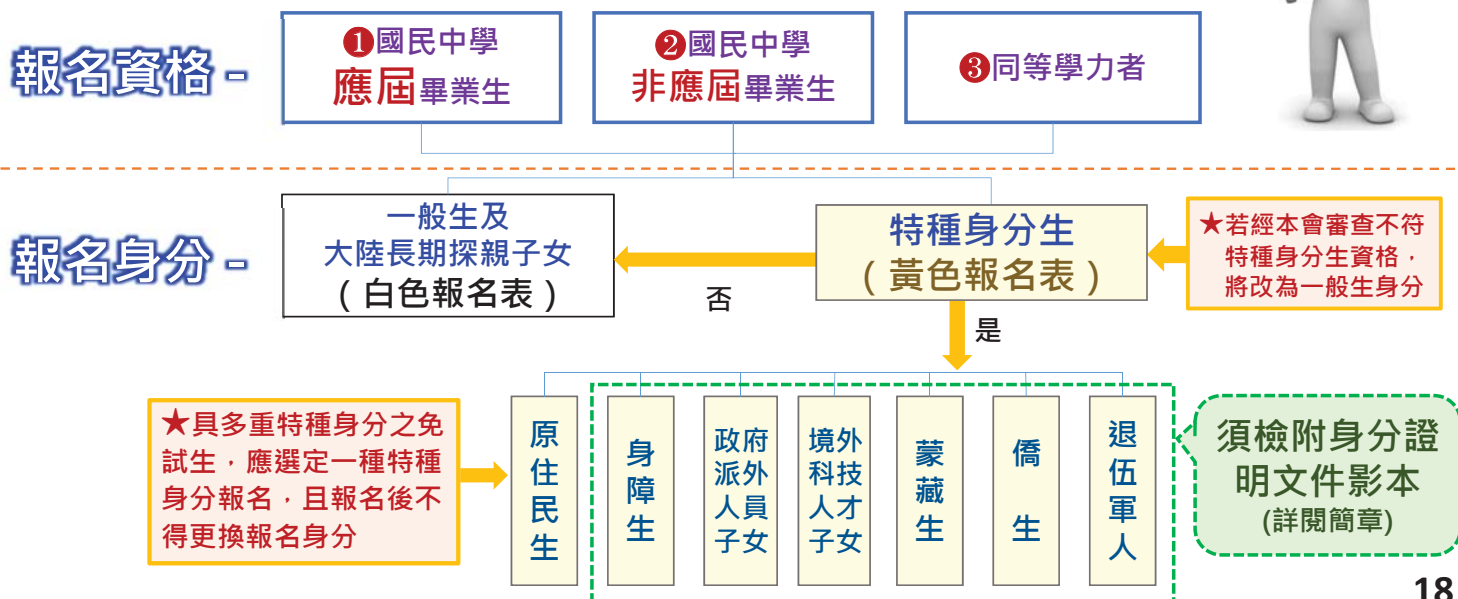 報名資格 -
❶國民中學
應屆畢業生
❷國民中學
非應屆畢業生
❸同等學力者
報名身分 -
一般生及
大陸長期探親子女
（白色報名表）
否
特種身分生
（黃色報名表）
是
★若經本會審查不符
特種身分生資格，
將改為一般生身分
★具多重特種身分之免
試生，應選定一種特種
身分報名，且報名後不
得更換報名身分
原住民生
身障生
政府派外人員子女
境外科技人才子女
蒙藏生
僑生
退伍軍人
須檢附身分證
明文件影本
(詳閱簡章)
18